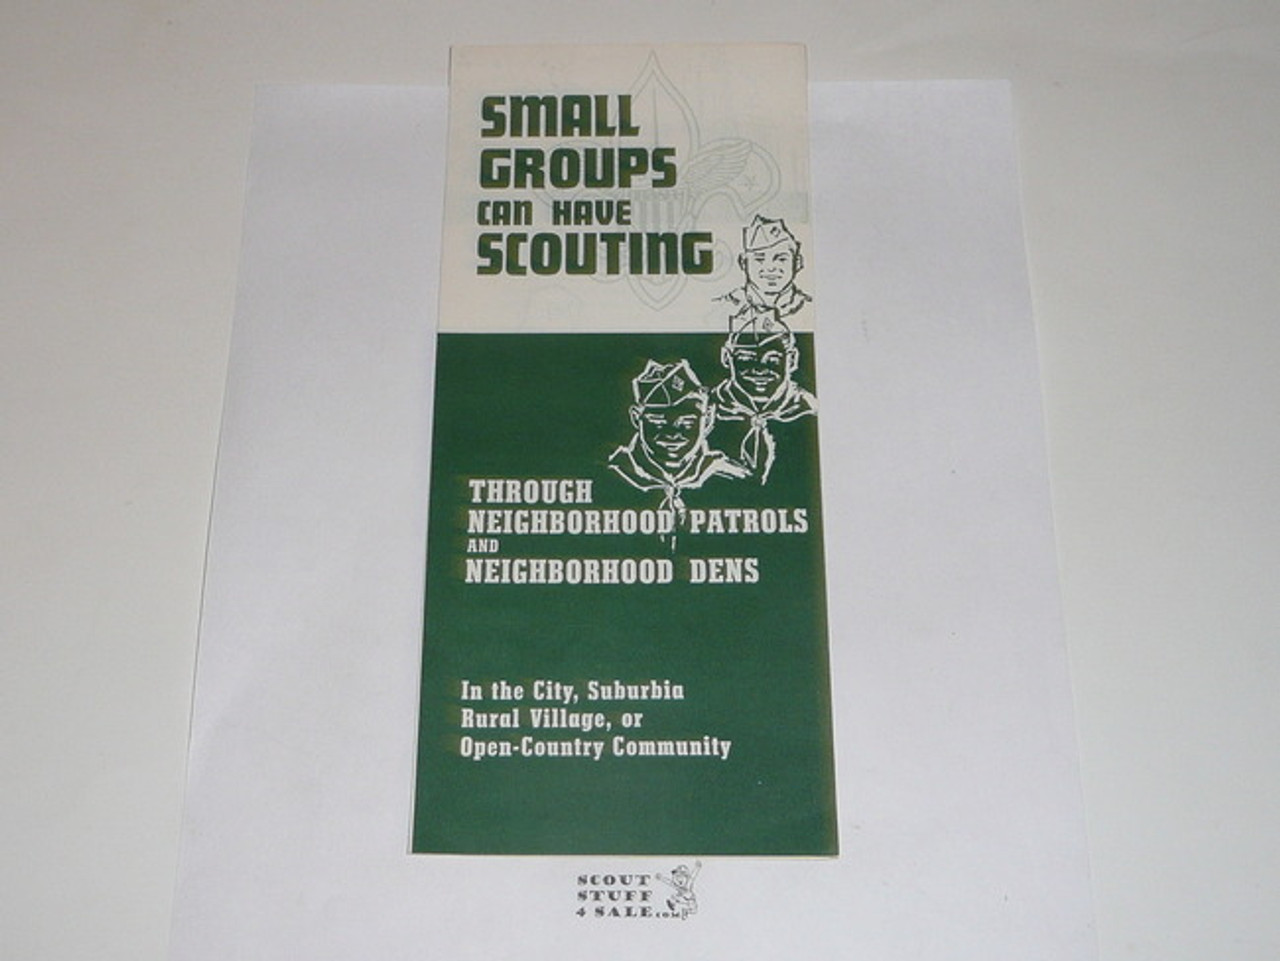 SMALL
GROUPS
CAN HAVE
SCOUTING
THROUGH
NEIGHBORHOOD PATROLS
AND
NEIGHBORHOOD DENS
In the City, Suburbia
Rural Village, or
Open-Country Community
SCOUT
STUFF
4 SALE.COM